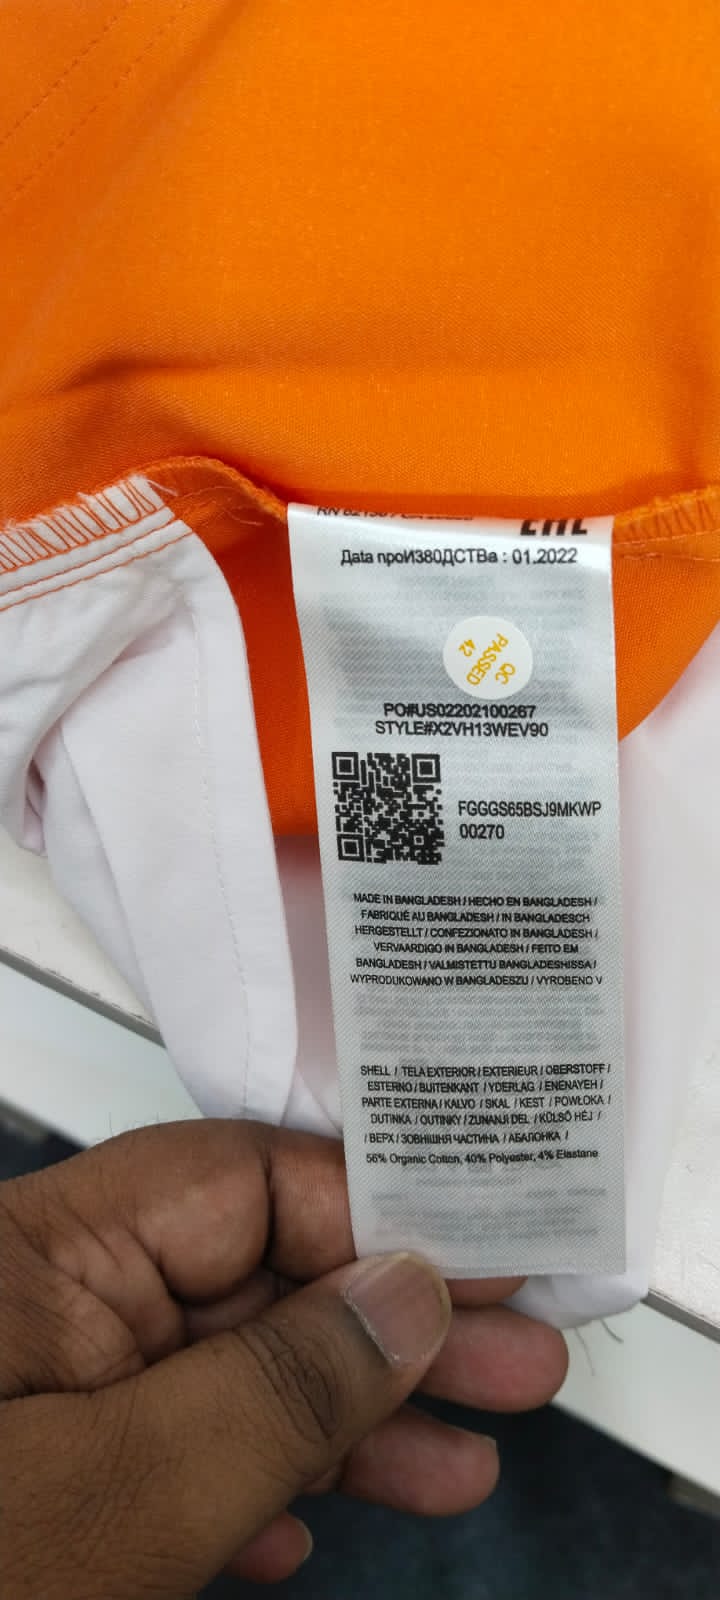 Дata npoИ380ДCTBa : 01.2022
QC
PASSED
42
PO#US02202100267
STYLE#X2VH13WEV90
FGGGS65BSJ9MKWP
00270
MADE IN BANGLADESH / HECHO EN BANGLADESH /
FABRIQUÉ AU BANGLADESH / IN BANGLADESCH
HERGESTELLT / CONFEZIONATO IN BANGLADESH /
VERVAARDIGO IN BANGLADESH / FEITO EM
BANGLADESH / VALMISTETTU BANGLADESHISSA /
WYPRODUKOWANO W BANGLADESZU / VYROBENO V
SHELL / TELA EXTERIOR / EXTERIEUR / OBERSTOFF /
ESTERNO / BUITENKANT / YDERLAG / ENENAYEH /
PARTE EXTERNA / KALVO / SKAL / KEST / POWŁOKA /
DUTINKA / OUTINKY / ZUNANJI DEL / KÜLSŐ HÉJ /
/ ВЕРХ / ЗОВНІШНЯ ЧАСТИНА / АБАЛОНКА /
56% Organic Cotton, 40% Polyester, 4% Elastane